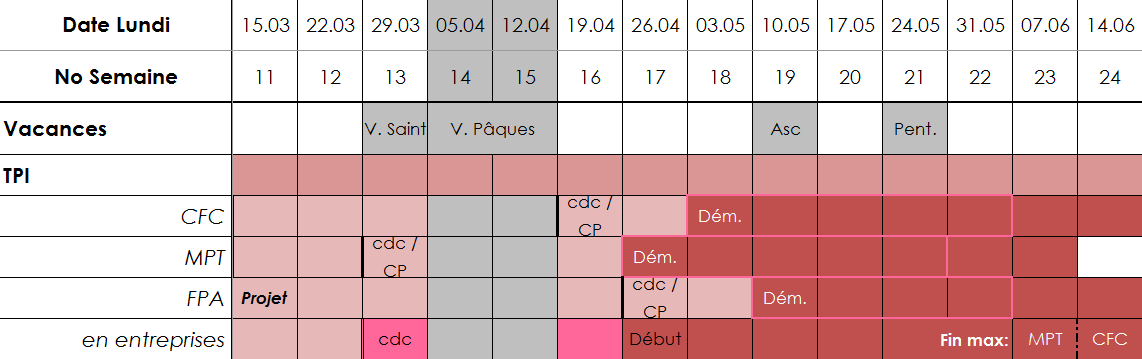 Date Lundi 15.03 22.03 29.03 05.04 12.04 19.04 26.04 03.05 10.05 17.05 24.05 31.05 07.06 14.06
No Semaine 11 12 13 14 15 16 17 18 19 20 21 22 23 24
Vacances V. Saint V. Pâques Asc Pent.
TPI
CFC cdc / CP Dém.
MPT cdc / CP Dém.
FPA Projet cdc / CP Dém.
en entreprises cdc Début Fin max: MPT CFC